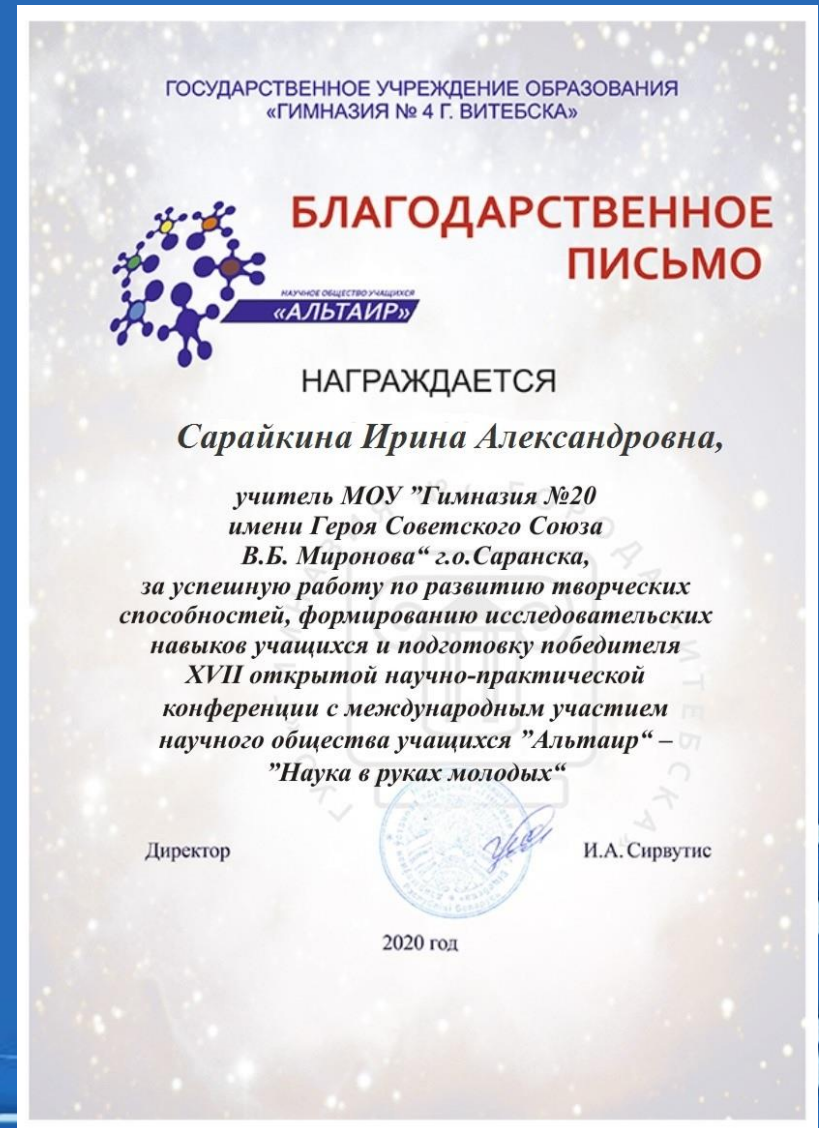 ГОСУДАРСТВЕННОЕ УЧРЕЖДЕНИЕ ОБРАЗОВАНИЯ
«ГИМНАЗИЯ № 4 Г. ВИТЕБСКА»
БЛАГОДАРСТВЕННОЕ
ПИСЬМО
НАУЧНОЕ ОБЩЕСТВО УЧАЩИХСЯ
«АЛЬТАИР»
НАГРАЖДАЕТСЯ
Сарайкина Ирина Александровна,
учитель МОУ ”Гимназия №20
имени Героя Советского Союза
В.Б. Миронова“ г.о.Саранска,
за успешную работу по развитию творческих
способностей, формированию исследовательских
навыков учащихся и подготовку победителя
XVII открытой научно-практической
конференции с международным участием
научного общества учащихся ”Альтаир“ –
”Наука в руках молодых“
Директор
И.А. Сирвутис
2020 год